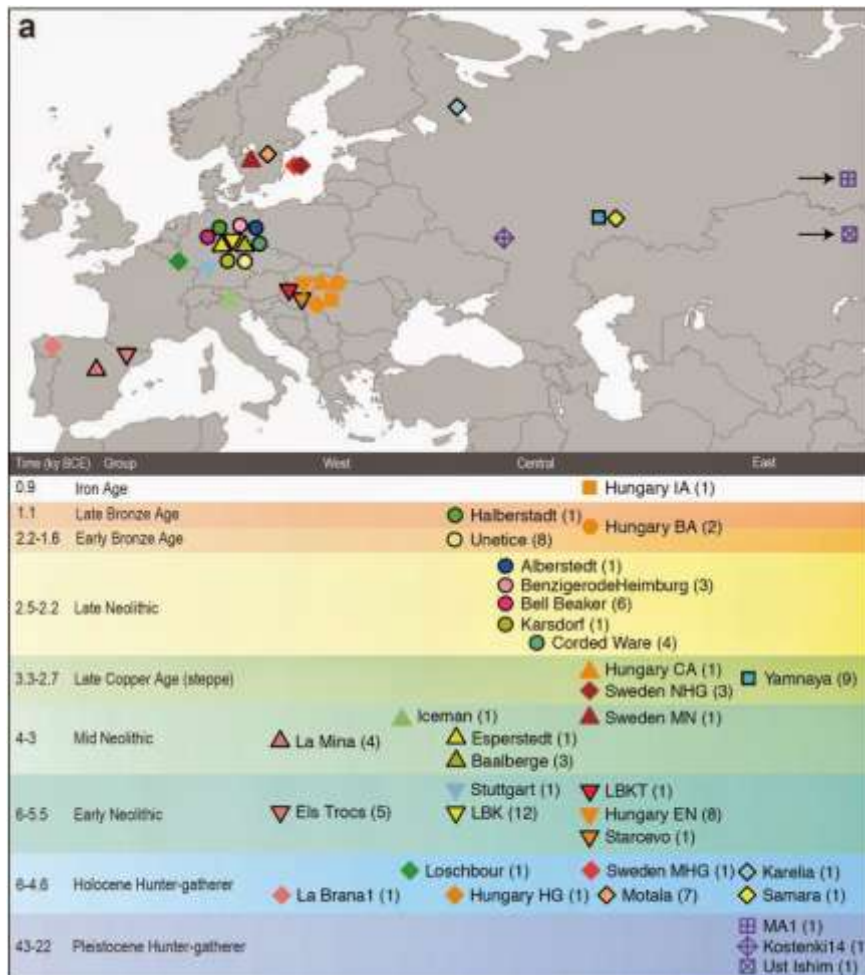 a
Time (ky BCE) Group West Central East
0.9 Iron Age Hungary IA (1)
1.1 Late Bronze Age Halberstadt (1)
Hungary BA (2)
2.2-1.6 Early Bronze Age Unetice (8)
Alberstedt (1)
BenzigerodeHeimburg (3)
2.5-2.2 Late Neolithic Bell Beaker (6)
Karsdorf (1)
Corded Ware (4)
Hungary CA (1)
3.3-2.7 Late Copper Age (steppe) Yamnaya (9)
Sweden NHG (3)
Iceman (1) Sweden MN (1)
4-3 Mid Neolithic La Mina (4) Esperstedt (1)
Baalberge (3)
Stuttgart (1) LBKT (1)
6-5.5 Early Neolithic Els Trocs (5) LBK (12) Hungary EN (8)
Starcevo (1)
Loschbour (1) Sweden MHG (1) Karelia (1)
6-4.6 Holocene Hunter-gatherer
La Brana1 (1) Hungary HG (1) Motala (7) Samara (1)
MA1 (1)
43-22 Pleistocene Hunter-gatherer Kostenki14 (1
Ust Ishim (1)